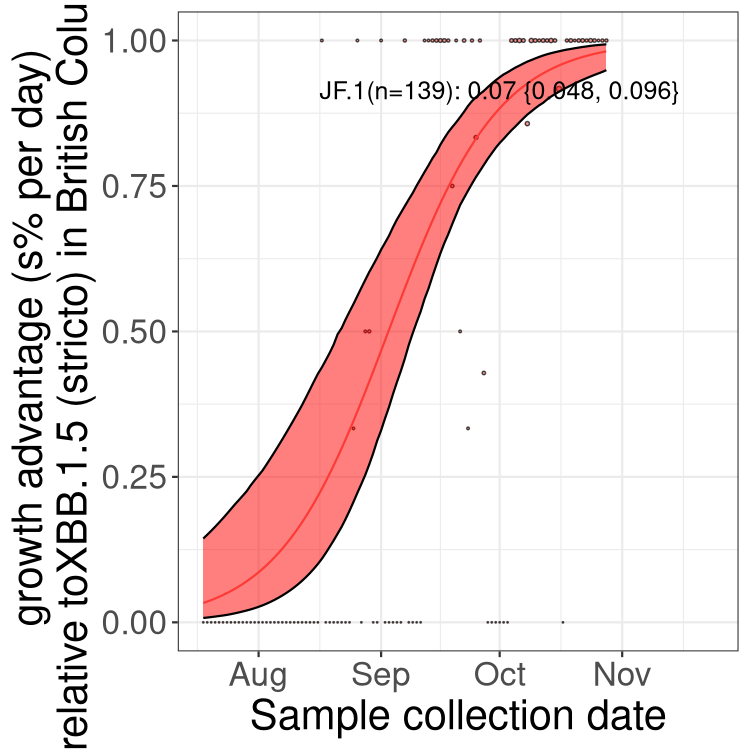 growth advantage (s% per day)
relative toXBB.1.5 (stricto) in British Colu
1.00
0.75
0.50
0.25
0.00
JF.1(n=139): 0.07 {0.048, 0.096}
Aug Sep Oct Nov
Sample collection date